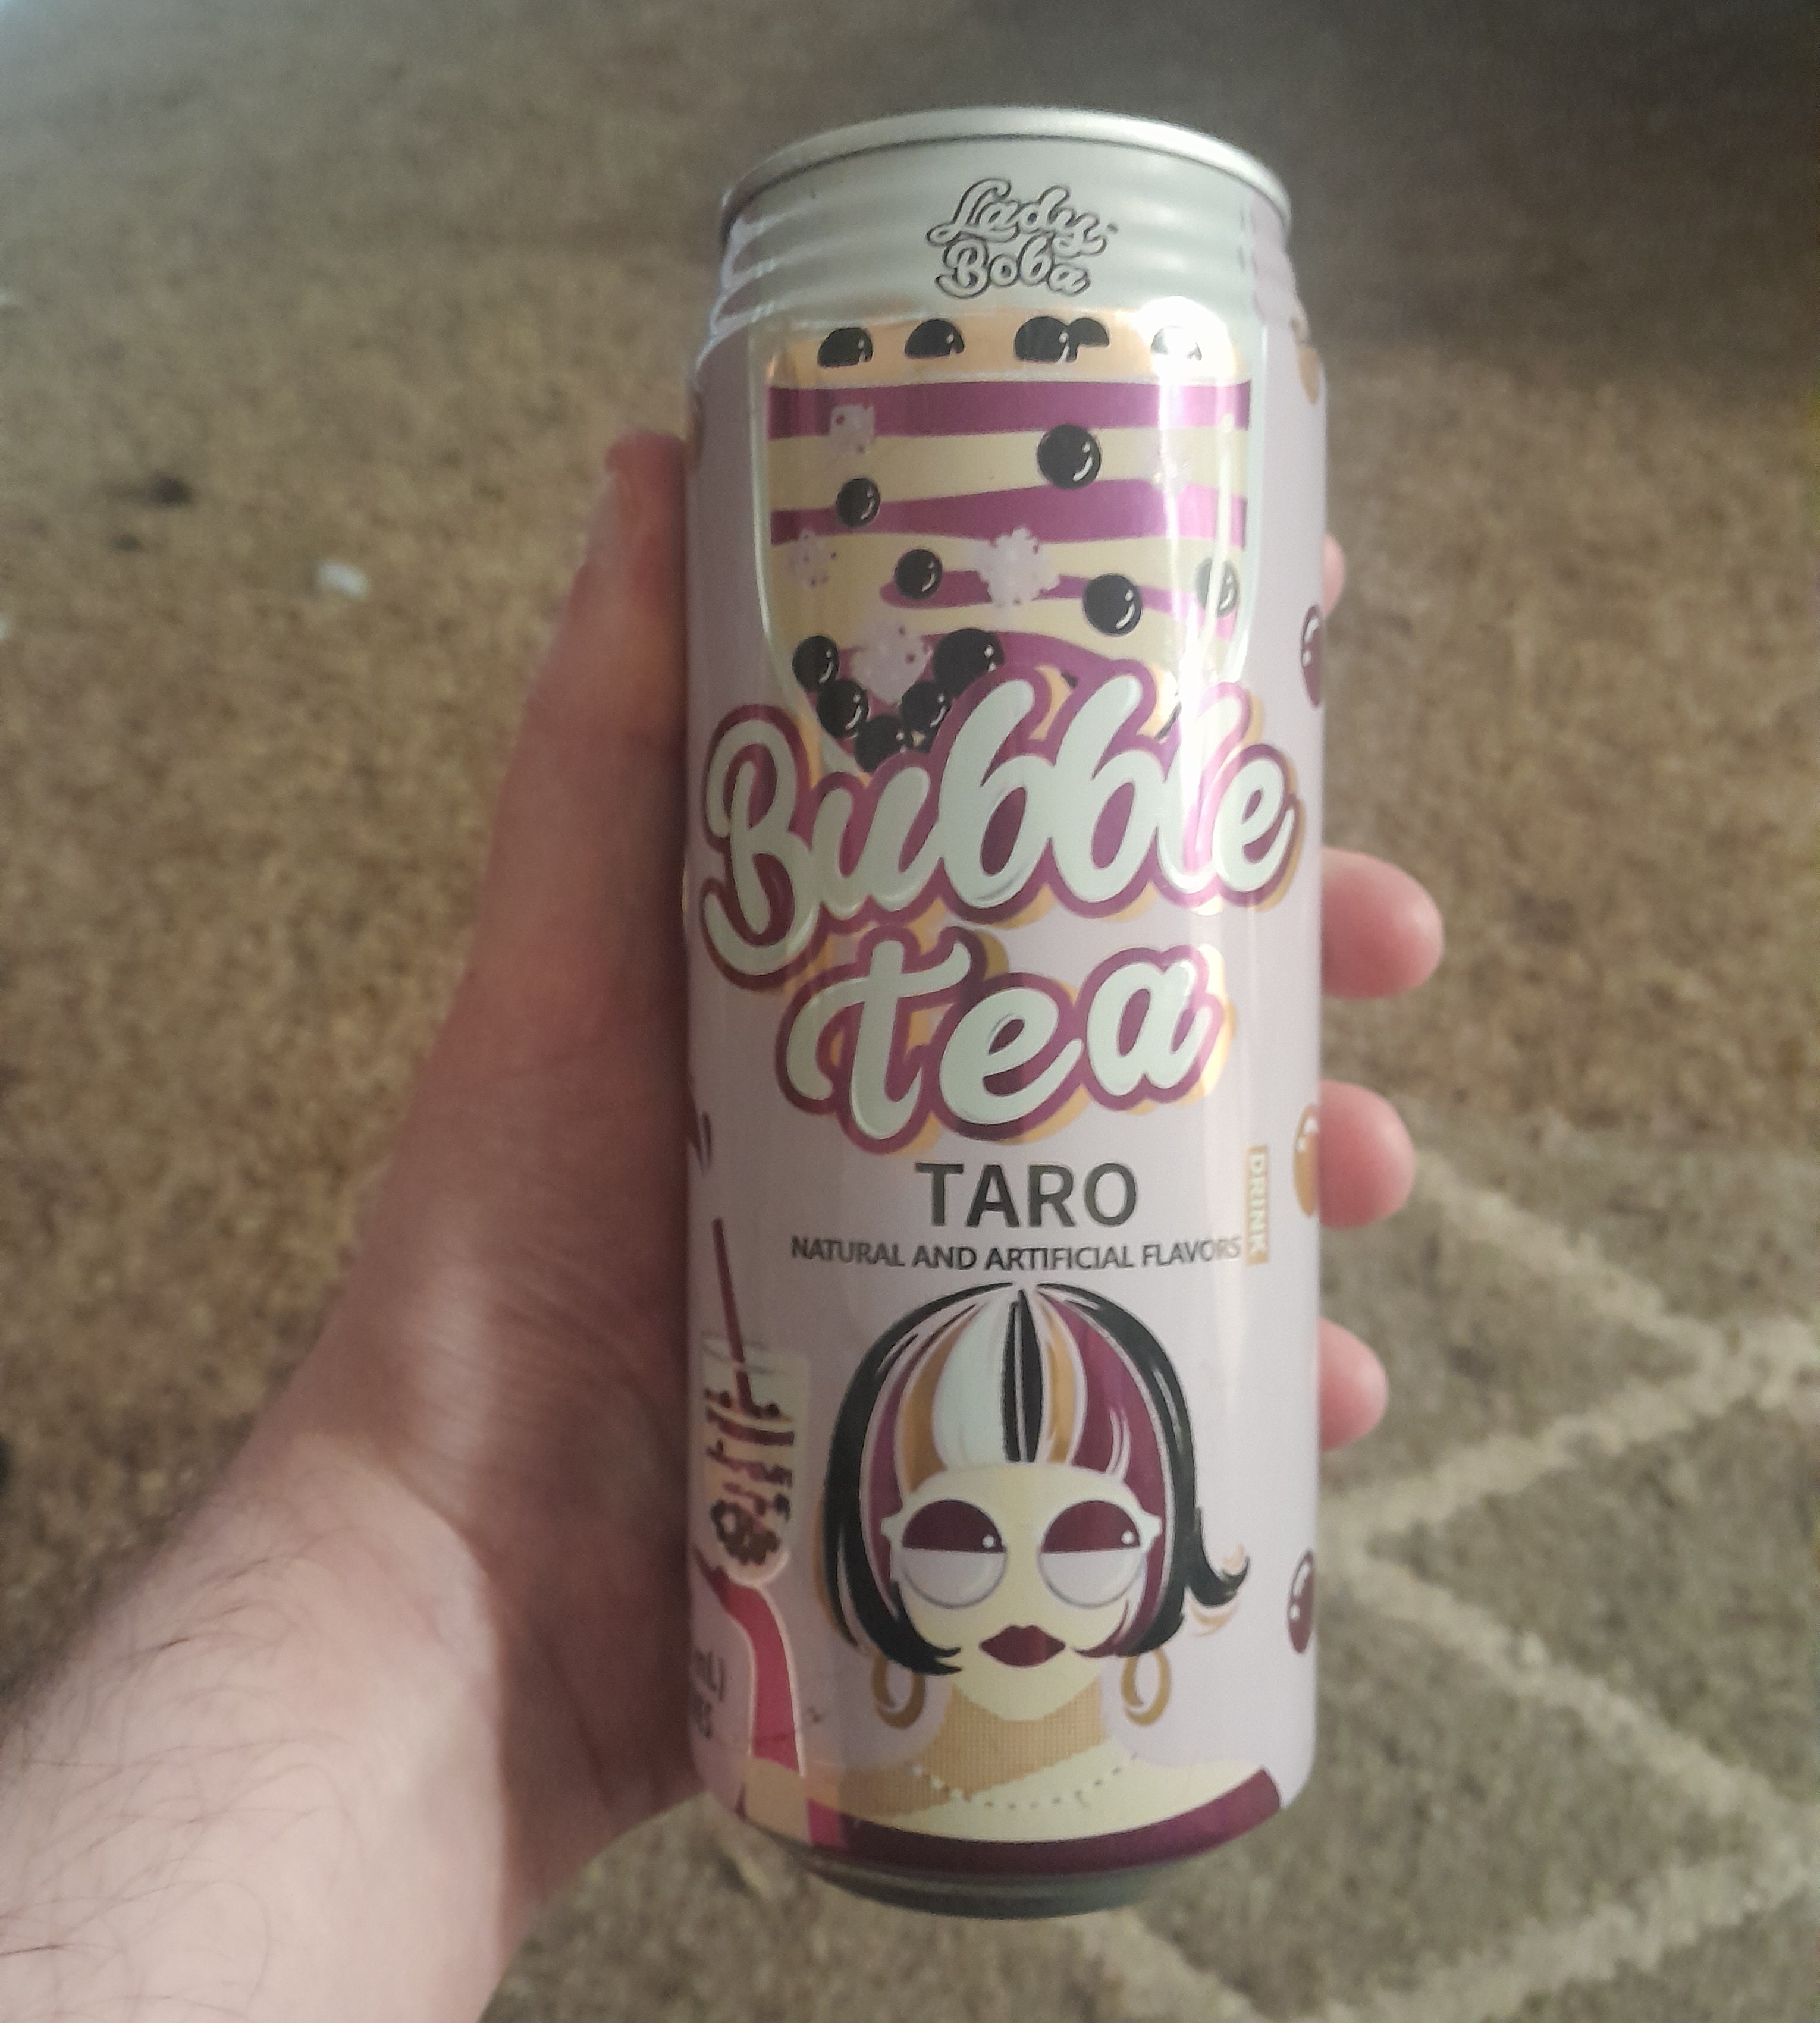 Lady
Boba
Bubble
tea
TARO
DRINK
NATURAL AND ARTIFICIAL FLAVORS